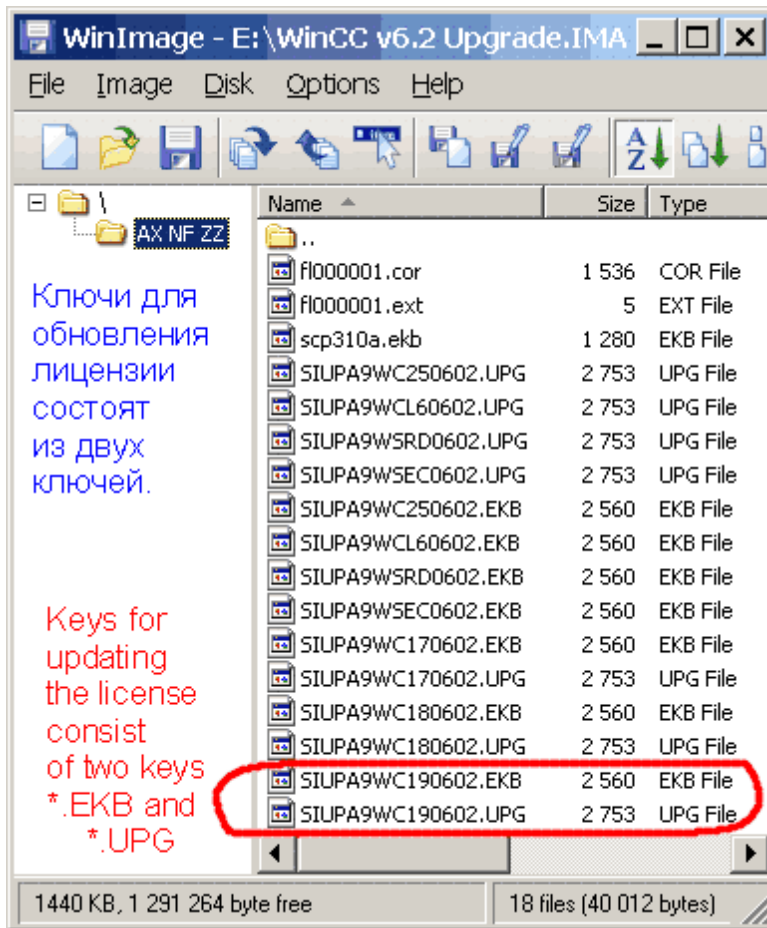 WinImage - E:\WinCC v6.2 Upgrade.IMA
File Image Disk Options Help
\
AX NF ZZ
Ключи для
обновления
лицензии
состоят
из двух
ключей.
Keys for
updating
the license
consist
of two keys
*.EKB and
*.UPG
Name Size Type
..
fl000001.cor 1 536 COR File
fl000001.ext 5 EXT File
scp310a.ekb 1 280 EKB File
SIUPA9WC250602.UPG 2 753 UPG File
SIUPA9WCL60602.UPG 2 753 UPG File
SIUPA9WSRD0602.UPG 2 753 UPG File
SIUPA9WSEC0602.UPG 2 753 UPG File
SIUPA9WC250602.EKB 2 560 EKB File
SIUPA9WCL60602.EKB 2 560 EKB File
SIUPA9WSRD0602.EKB 2 560 EKB File
SIUPA9WSEC0602.EKB 2 560 EKB File
SIUPA9WC170602.EKB 2 560 EKB File
SIUPA9WC170602.UPG 2 753 UPG File
SIUPA9WC180602.EKB 2 560 EKB File
SIUPA9WC180602.UPG 2 753 UPG File
SIUPA9WC190602.EKB 2 560 EKB File
SIUPA9WC190602.UPG 2 753 UPG File
1440 KB, 1 291 264 byte free
18 files (40 012 bytes)